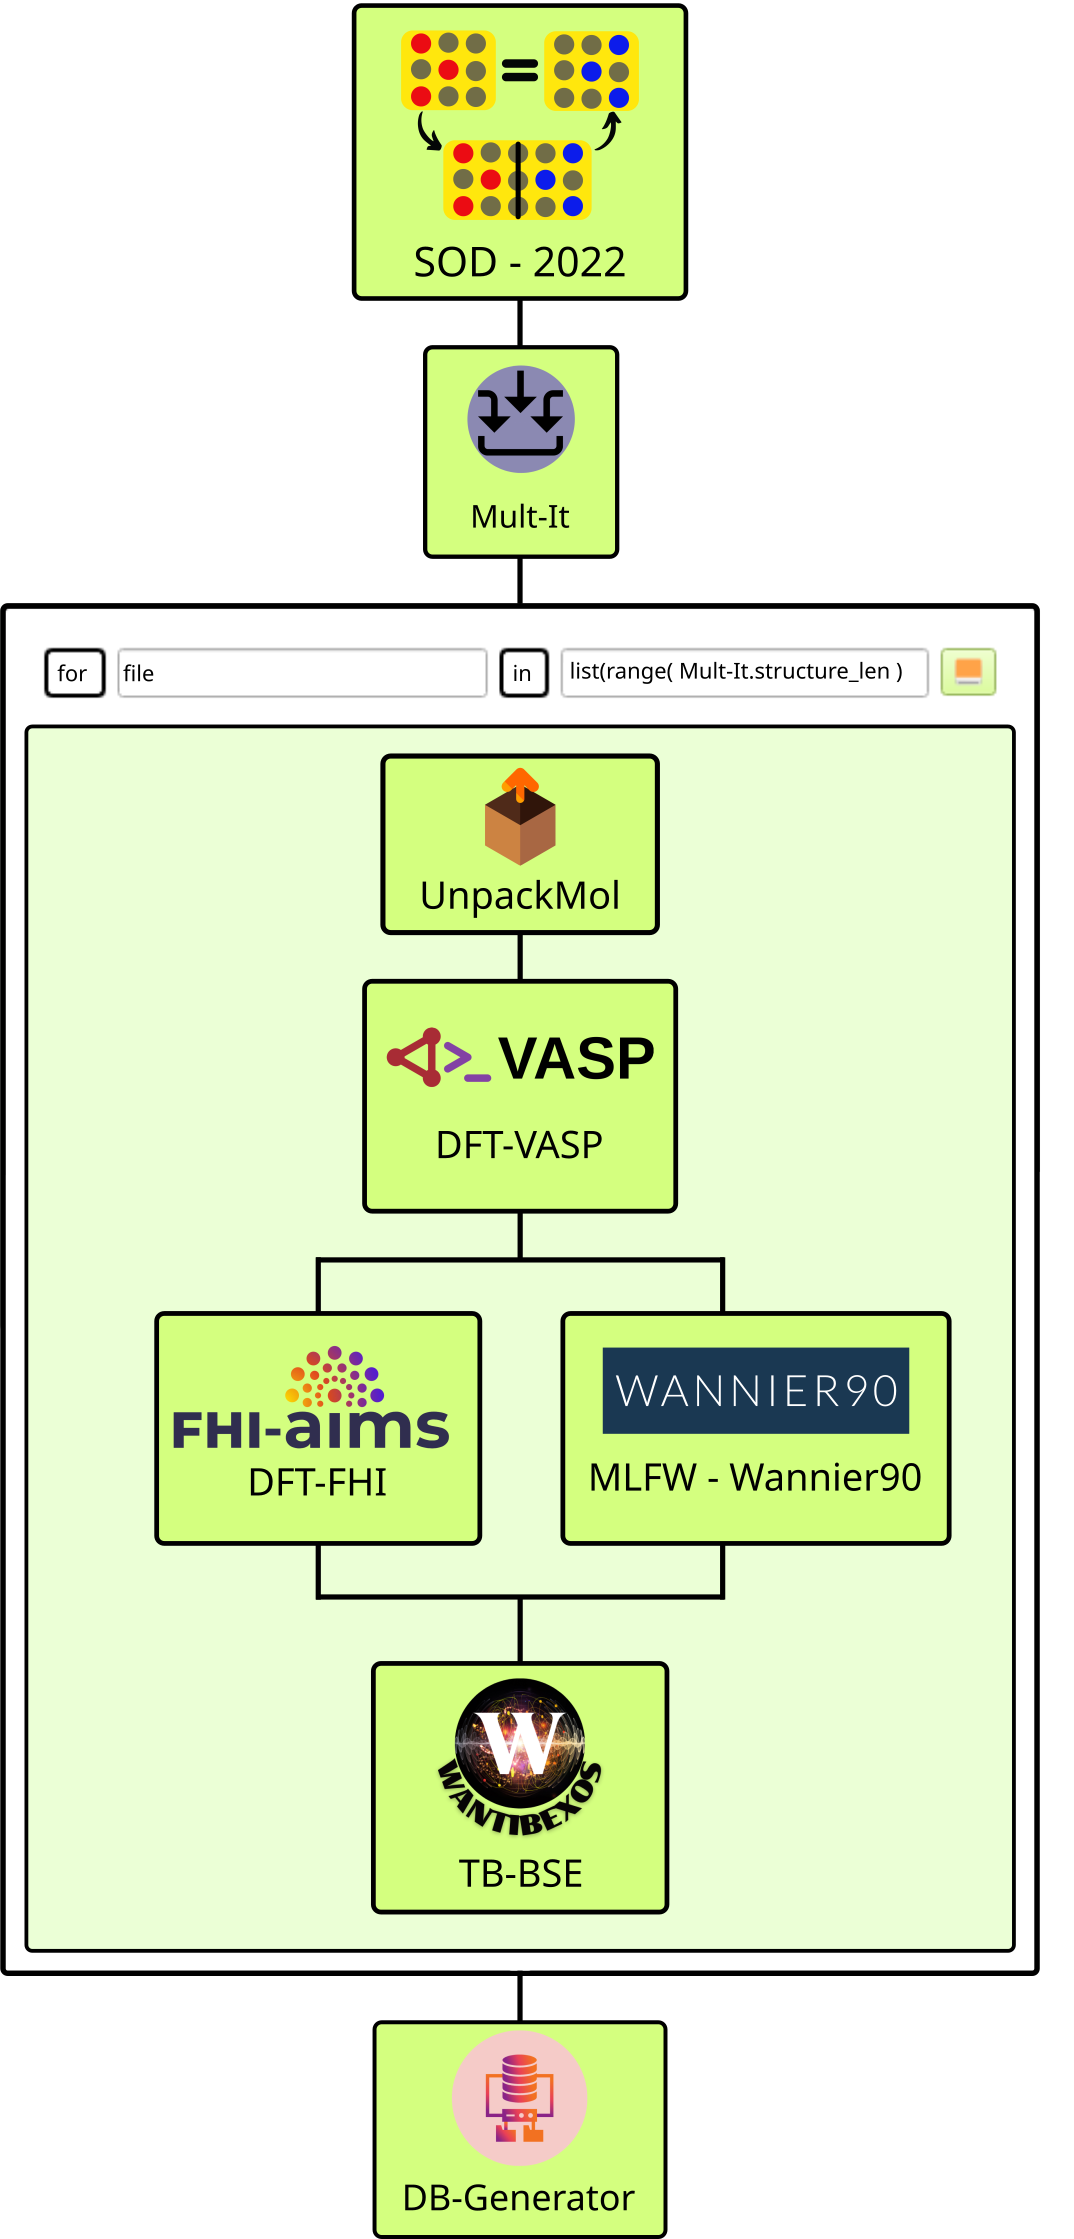 SOD - 2022
Mult-It
for file in list(range( Mult-It.structure_len )
UnpackMol
VASP
DFT-VASP
FHI-aims
DFT-FHI
WANNIER90
MLFW - Wannier90
W
WANTIBEXOS
TB-BSE
DB-Generator